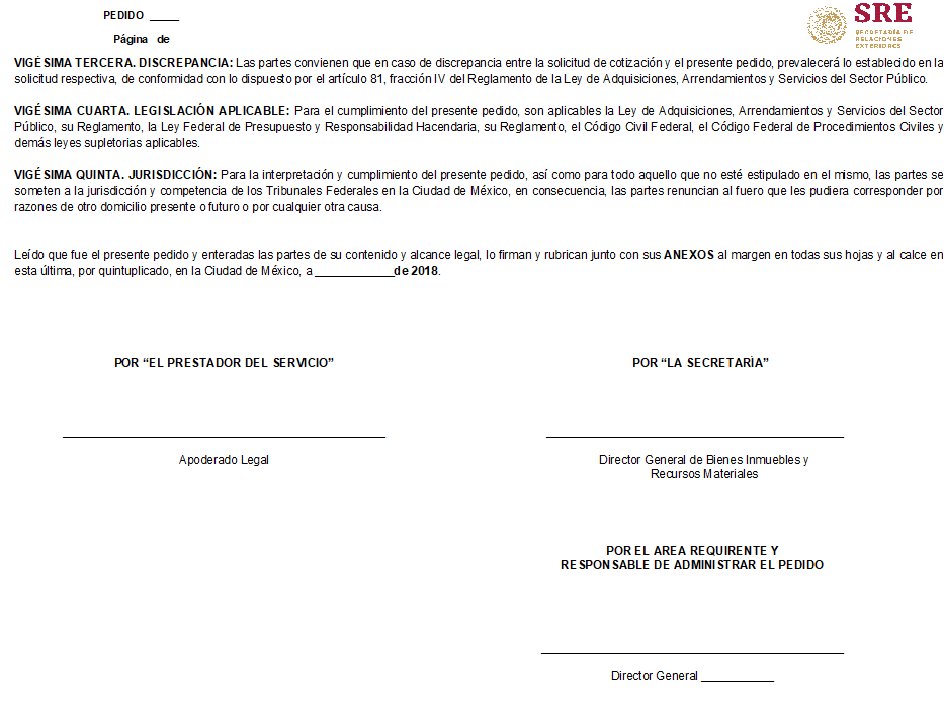 PEDIDO _____
SRE
SECRETARÍA DE
RELACIONES
EXTERIORES
Página de
VIGÉSIMA TERCERA. DISCREPANCIA: Las partes convienen que en caso de discrepancia entre la solicitud de cotización y el presente pedido, prevalecerá lo establecido en la
solicitud respectiva, de conformidad con lo dispuesto por el artículo 81, fracción IV del Reglamento de la Ley de Adquisiciones, Arrendamientos y Servicios del Sector Público.
VIGÉSIMA CUARTA. LEGISLACIÓN APLICABLE: Para el cumplimiento del presente pedido, son aplicables la Ley de Adquisiciones, Arrendamientos y Servicios del Sector
Público, su Reglamento, la Ley Federal de Presupuesto y Responsabilidad Hacendaria, su Reglamento, el Código Civil Federal, el Código Federal de Procedimientos Civiles y
demás leyes supletorias aplicables.
VIGÉSIMA QUINTA. JURISDICCIÓN: Para la interpretación y cumplimiento del presente pedido, así como para todo aquello que no esté estipulado en el mismo, las partes se
someten a la jurisdicción y competencia de los Tribunales Federales en la Ciudad de México, en consecuencia, las partes renuncian al fuero que les pudiera corresponder por
razones de otro domicilio presente o futuro o por cualquier otra causa.
Leído que fue el presente pedido y enteradas las partes de su contenido y alcance legal, lo firman y rubrican junto con sus ANEXOS al margen en todas sus hojas y al calce en
esta última, por quintuplicado, en la Ciudad de México, a ____________de 2018.
POR “EL PRESTADOR DEL SERVICIO”
POR “LA SECRETARÌA”
Apoderado Legal
Director General de Bienes Inmuebles y
Recursos Materiales
POR EL AREA REQUIRENTE Y
RESPONSABLE DE ADMINISTRAR EL PEDIDO
Director General ___________